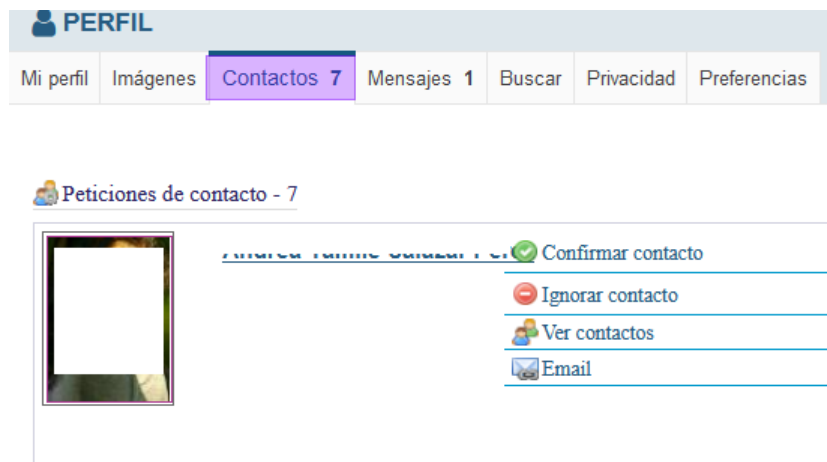 PERFIL
Mi perfil Imágenes Contactos 7 Mensajes 1 Buscar Privacidad Preferencias
Peticiones de contacto - 7
Confirmar contacto
Ignorar contacto
Ver contactos
Email